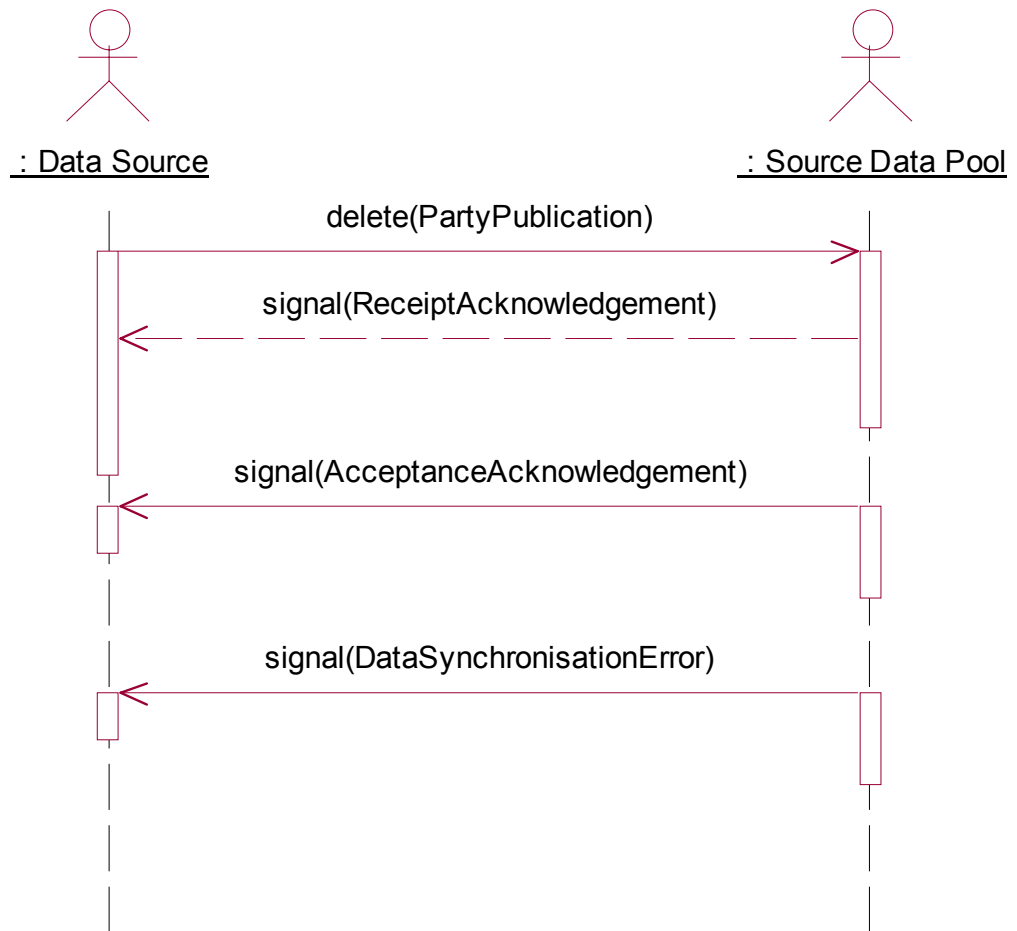 : Data Source
: Source Data Pool
delete(PartyPublication)
signal(ReceiptAcknowledgement)
signal(AcceptanceAcknowledgement)
signal(DataSynchronisationError)